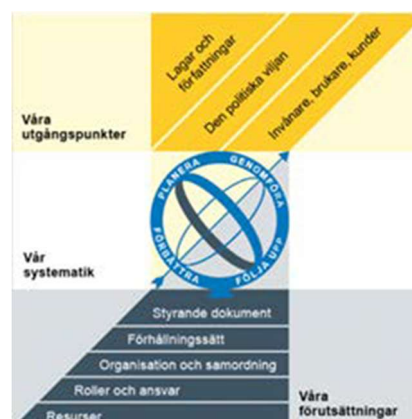 Lagar och
författningar
Den politiska viljan
Invånare, brukare, kunder
Våra
utgångspunkter
PLANERA
GENOMFÖRA
FÖRBÄTTRA
FÖLJA UPP
Vår
systematik
Styrande dokument
Förhållningssätt
Organisation och samordning
Roller och ansvar
Resurser
Våra
förutsättningar